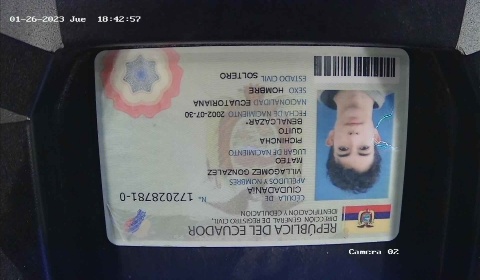 01-26-2023 Jue 18:42:57
REPÚBLICA DEL ECUADOR
DIRECCIÓN GENERAL DE REGISTRO CIVIL,
IDENTIFICACIÓN Y CEDULACIÓN
CÉDULA DE
CIUDADANÍA
N. 172028781-0
APELLIDOS Y NOMBRES
VILLAGOMEZ GONZALEZ
MATEO
LUGAR DE NACIMIENTO
PICHINCHA
QUITO
BENALCAZAR*
FECHA DE NACIMIENTO 2002-07-30
NACIONALIDAD ECUATORIANA
SEXO HOMBRE
ESTADO CIVIL
SOLTERO
Camera 02